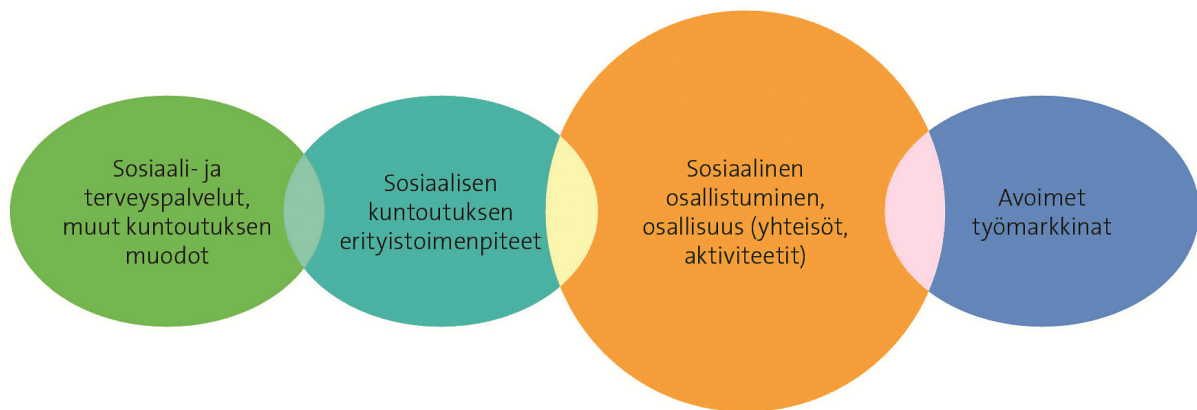 Sosiaali- ja
terveyspalvelut,
muut kuntoutuksen
muodot
Sosiaalisen
kuntoutuksen
erityistoimenpiteet
Sosiaalinen
osallistuminen,
osallisuus (yhteisöt,
aktiviteetit)
Avoimet
työmarkkinat